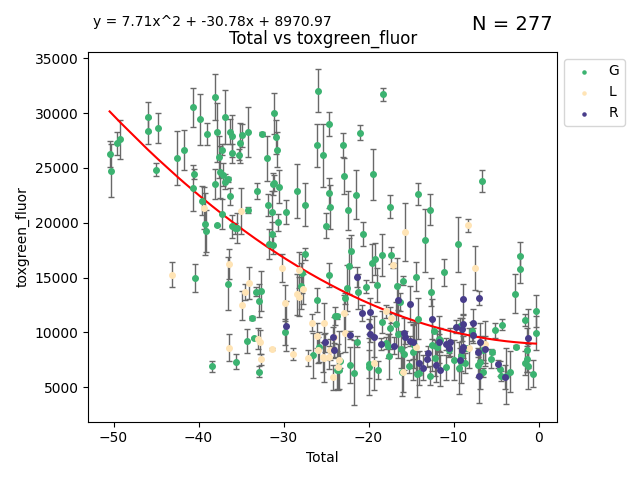 y = 7.71x^2 + -30.78x + 8970.97
N = 277
Total vs toxgreen_fluor
35000
30000
25000
20000
15000
10000
5000
toxgreen_fluor
−50 −40 −30 −20 −10 0
Total
G
L
R